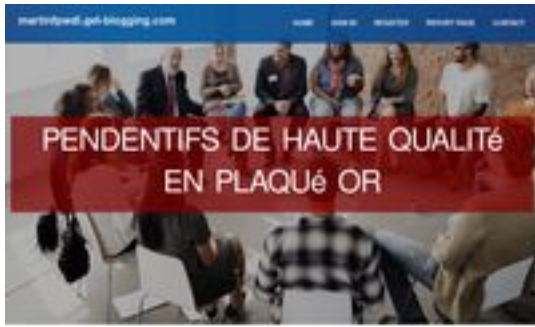 martinfpwdl.get-blogging.com
HOME SIGN IN REGISTER REPORT PAGE CONTACT
PENDENTIFS DE HAUTE QUALITé
EN PLAQUé OR